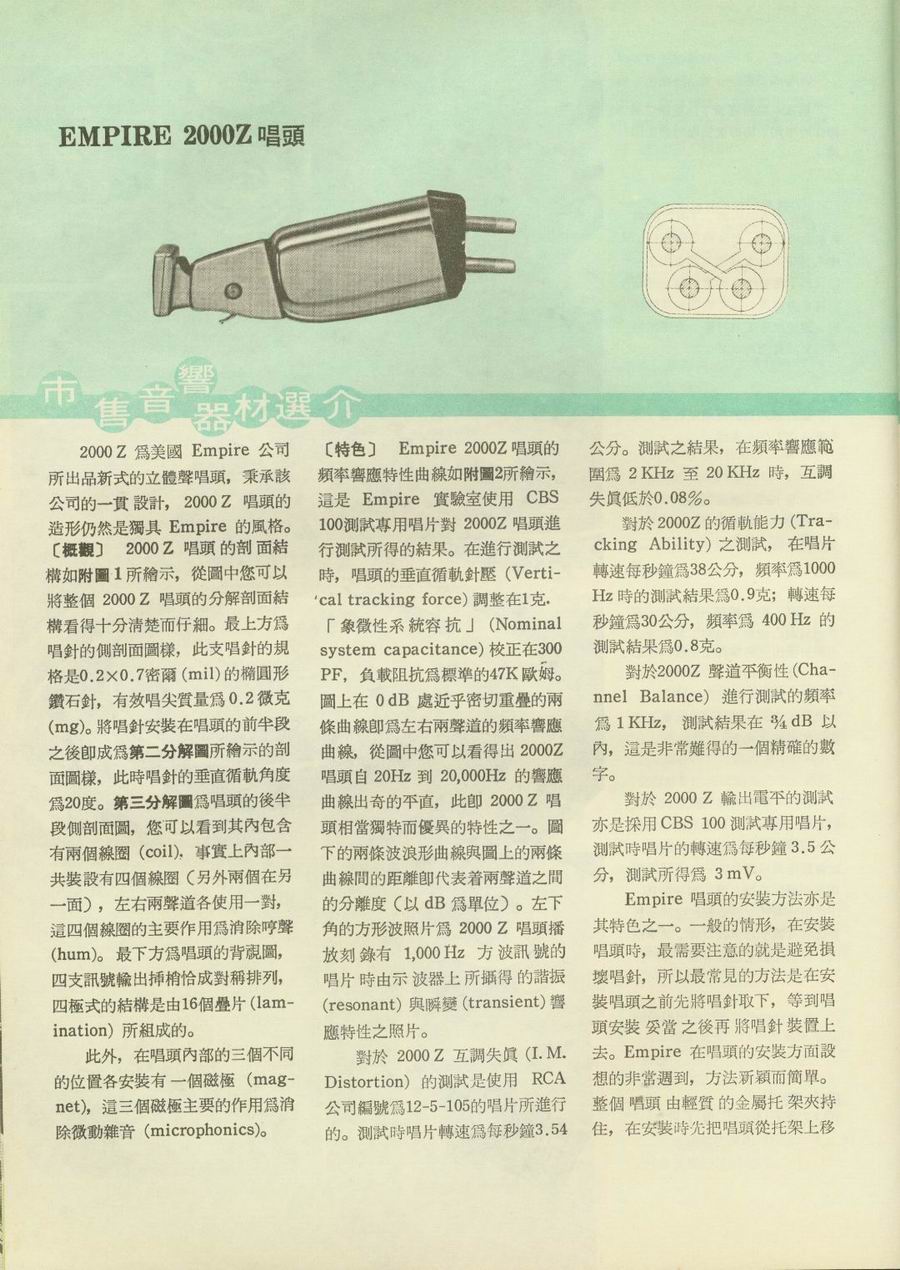 EMPIRE 2000Z唱頭
市售音響器材選介
2000 Z 爲美國 Empire 公司
所出品新式的立體聲唱頭，秉承該
公司的一貫設計，2000 Z 唱頭的
造形仍然是獨具 Empire 的風格。
〔概觀〕 2000 Z 唱頭的剖面結
構如附圖1所繪示，從圖中您可以
將整個 2000 Z 唱頭的分解剖面結
構看得十分淸楚而仔細。最上方爲
唱針的側剖面圖樣，此支唱針的規
格是0.2×0.7密爾 (mil) 的橢圓形
鑽石針，有效唱尖質量爲 0.2 微克
(mg)。將唱針安裝在唱頭的前半段
之後卽成爲第二分解圖所繪示的剖
面圖樣，此時唱針的垂直循軌角度
爲20度。第三分解圖爲唱頭的後半
段側剖面圖，您可以看到其內包含
有兩個線圈 (coil)，事實上內部一
共裝設有四個線圈（另外兩個在另
一面），左右兩聲道各使用一對，
這四個線圈的主要作用爲消除哼聲
(hum)。最下方爲唱頭的背視圖，
四支訊號輸出插梢恰成對稱排列，
四極式的結構是由16個疊片 (lam-
ination) 所組成的。
此外，在唱頭內部的三個不同
的位置各安裝有一個磁極 (mag-
net)，這三個磁極主要的作用爲消
除微動雜音 (microphonics)。
〔特色〕 Empire 2000Z 唱頭的
頻率響應特性曲線如附圖2所繪示，
這是 Empire 實驗室使用 CBS
100測試專用唱片對 2000Z 唱頭進
行測試所得的結果。在進行測試之
時，唱頭的垂直循軌針壓 (Verti-
cal tracking force) 調整在1克．
「象徵性系統容抗」(Nominal
system capacitance) 校正在300
PF，負載阻抗爲標準的47K 歐姆。
圖上在 0 dB 處近乎密切重疊的兩
條曲線卽爲左右兩聲道的頻率響應
曲線，從圖中您可以看得出 2000Z
唱頭自 20Hz 到 20,000Hz 的響應
曲線出奇的平直，此卽 2000 Z 唱
頭相當獨特而優異的特性之一。圖
下的兩條波浪形曲線與圖上的兩條
曲線間的距離卽代表着兩聲道之間
的分離度（以 dB 爲單位）。左下
角的方形波照片爲 2000 Z 唱頭播
放刻錄有 1,000 Hz 方波訊號的
唱片時由示波器上所攝得的諧振
(resonant) 與瞬變 (transient) 響
應特性之照片。
對於 2000 Z 互調失眞 (I. M.
Distortion) 的測試是使用 RCA
公司編號爲12-5-105的唱片所進行
的。測試時唱片轉速爲每秒鐘3.54
公分。測試之結果，在頻率響應範
圍爲 2 KHz 至 20 KHz 時，互調
失眞低於0.08%。
對於 2000Z 的循軌能力 (Tra-
cking Ability) 之測試，在唱片
轉速每秒鐘爲38公分，頻率爲1000
Hz 時的測試結果爲0.9克；轉速每
秒鐘爲30公分，頻率爲 400 Hz 的
測試結果爲0.8克。
對於2000Z 聲道平衡性 (Cha-
nnel Balance) 進行測試的頻率
爲 1 KHz，測試結果在 ¾ dB 以
內，這是非常難得的一個精確的數
字。
對於 2000 Z 輸出電平的測試
亦是採用 CBS 100 測試專用唱片，
測試時唱片的轉速爲每秒鐘 3.5 公
分，測試所得爲 3 mV。
Empire 唱頭的安裝方法亦是
其特色之一。一般的情形，在安裝
唱頭時，最需要注意的就是避免損
壞唱針，所以最常見的方法是在安
裝唱頭之前先將唱針取下，等到唱
頭安裝妥當之後再將唱針裝置上
去。Empire 在唱頭的安裝方面設
想的非常週到，方法新穎而簡單。
整個唱頭由輕質的金屬托架夾持
住，在安裝時先把唱頭從托架上移